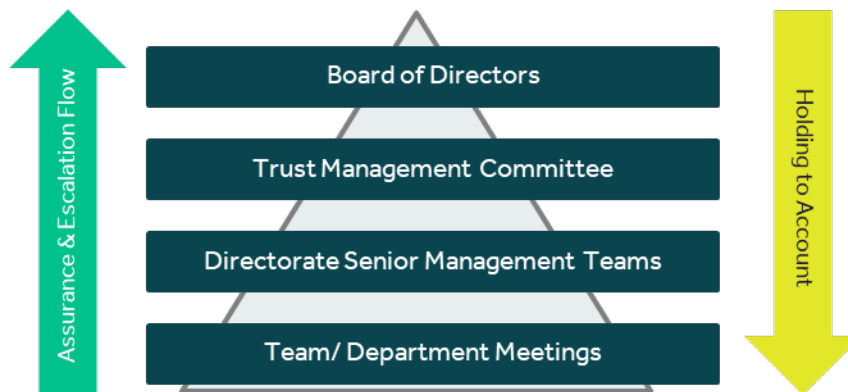 Assurance & Escalation Flow
Board of Directors
Trust Management Committee
Directorate Senior Management Teams
Team/ Department Meetings
Holding to Account